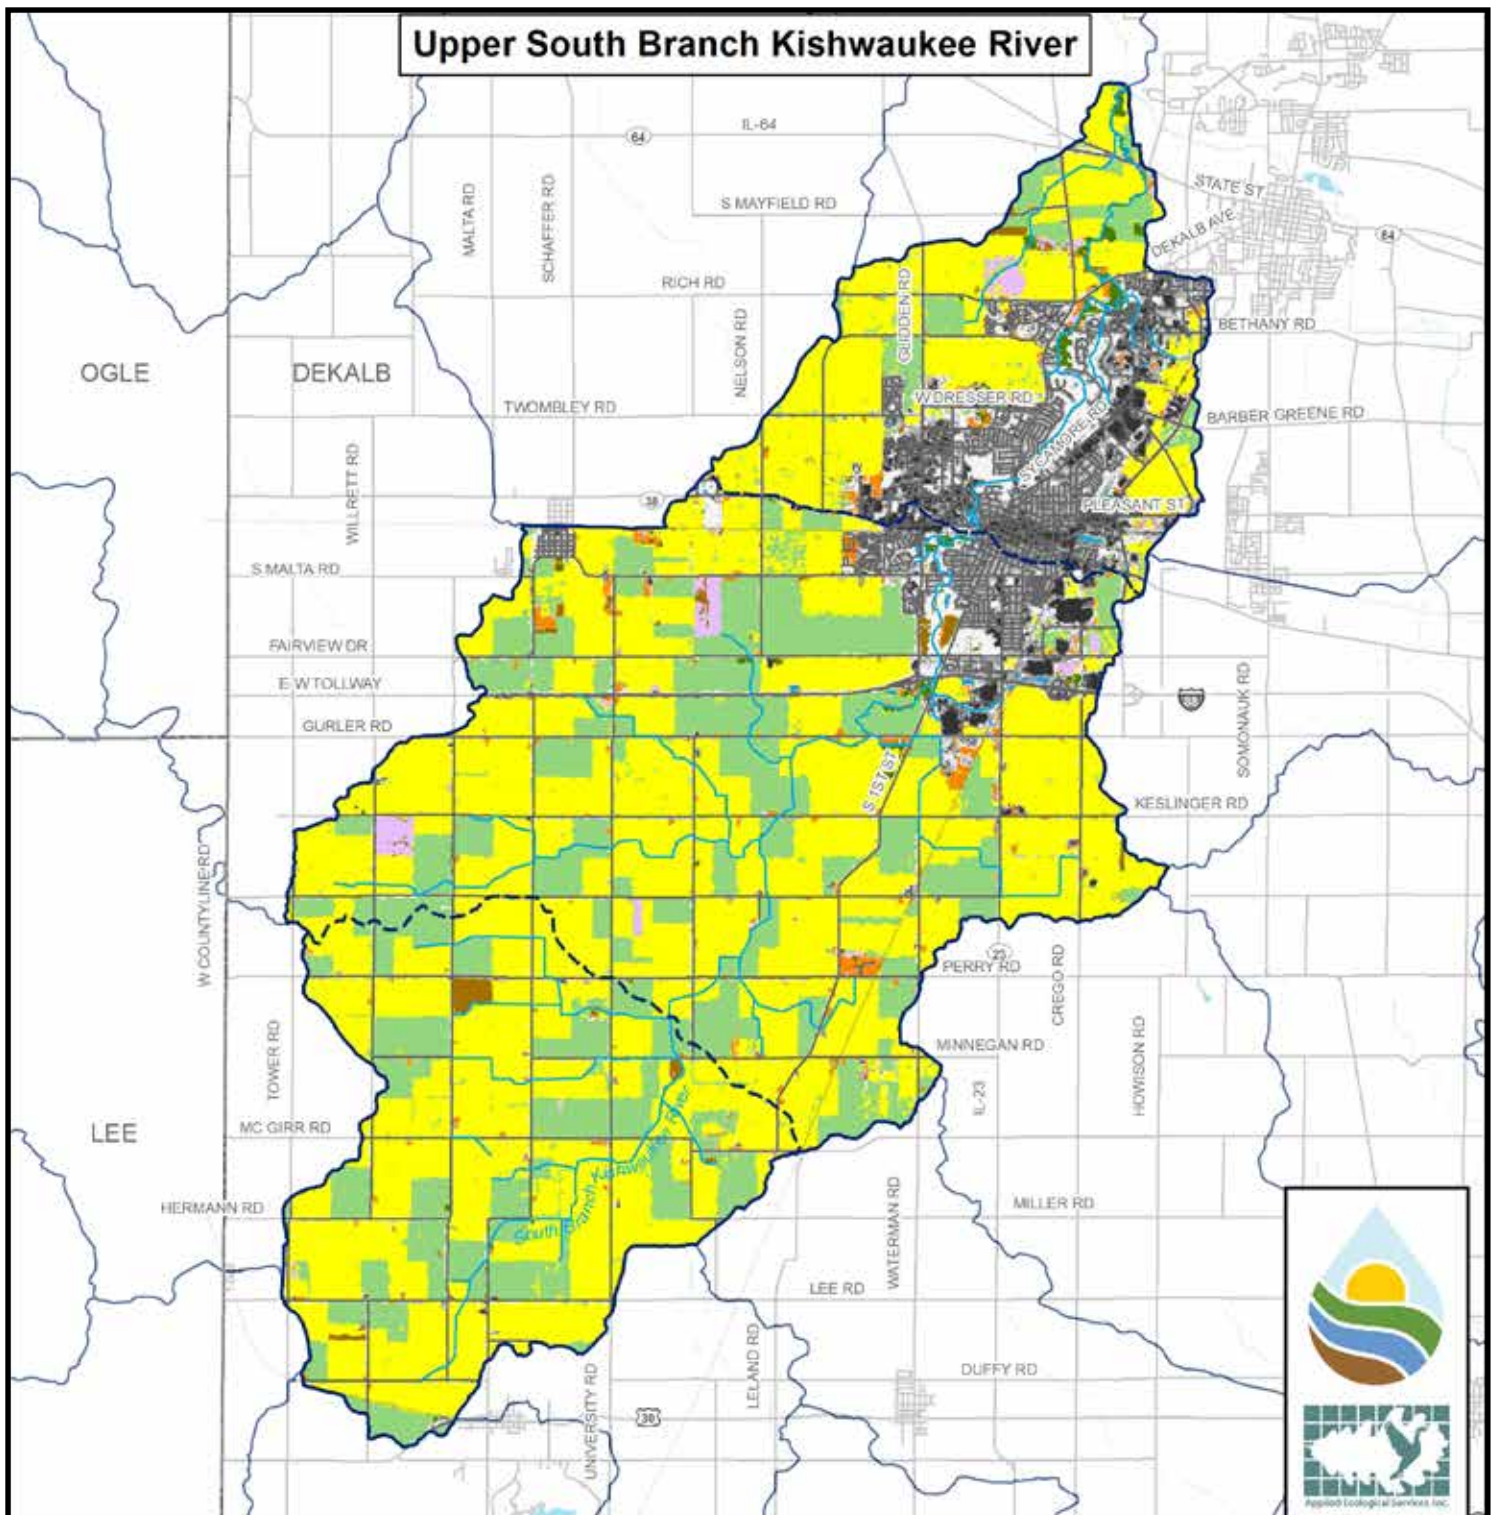 Upper South Branch Kishwaukee River
IL-64
64
STATE ST
MALTA RD
SCHAFFER RD
S MAYFIELD RD
DEKALB AVE
64
RICH RD
GLIDDEN RD
NELSON RD
BETHANY RD
OGLE
DEKALB
TWOMBLEY RD
W DRESSER RD
BARBER GREENE RD
SYCAMORE RD
WILLRETT RD
38
PLEASANT ST
S MALTA RD
FAIRVIEW DR
E-W TOLLWAY
GURLER RD
SOMONAUK RD
S 1ST ST
KESLINGER RD
W COUNTY LINE RD
PERRY RD
23
CREGO RD
TOWER RD
MINNEGAN RD
HOWISON RD
IL-23
LEE
MC GIRR RD
South Branch Kishwaukee River
HERMANN RD
WATERMAN RD
MILLER RD
LEE RD
LELAND RD
DUFFY RD
UNIVERSITY RD
30
Applied Ecological Services, Inc.